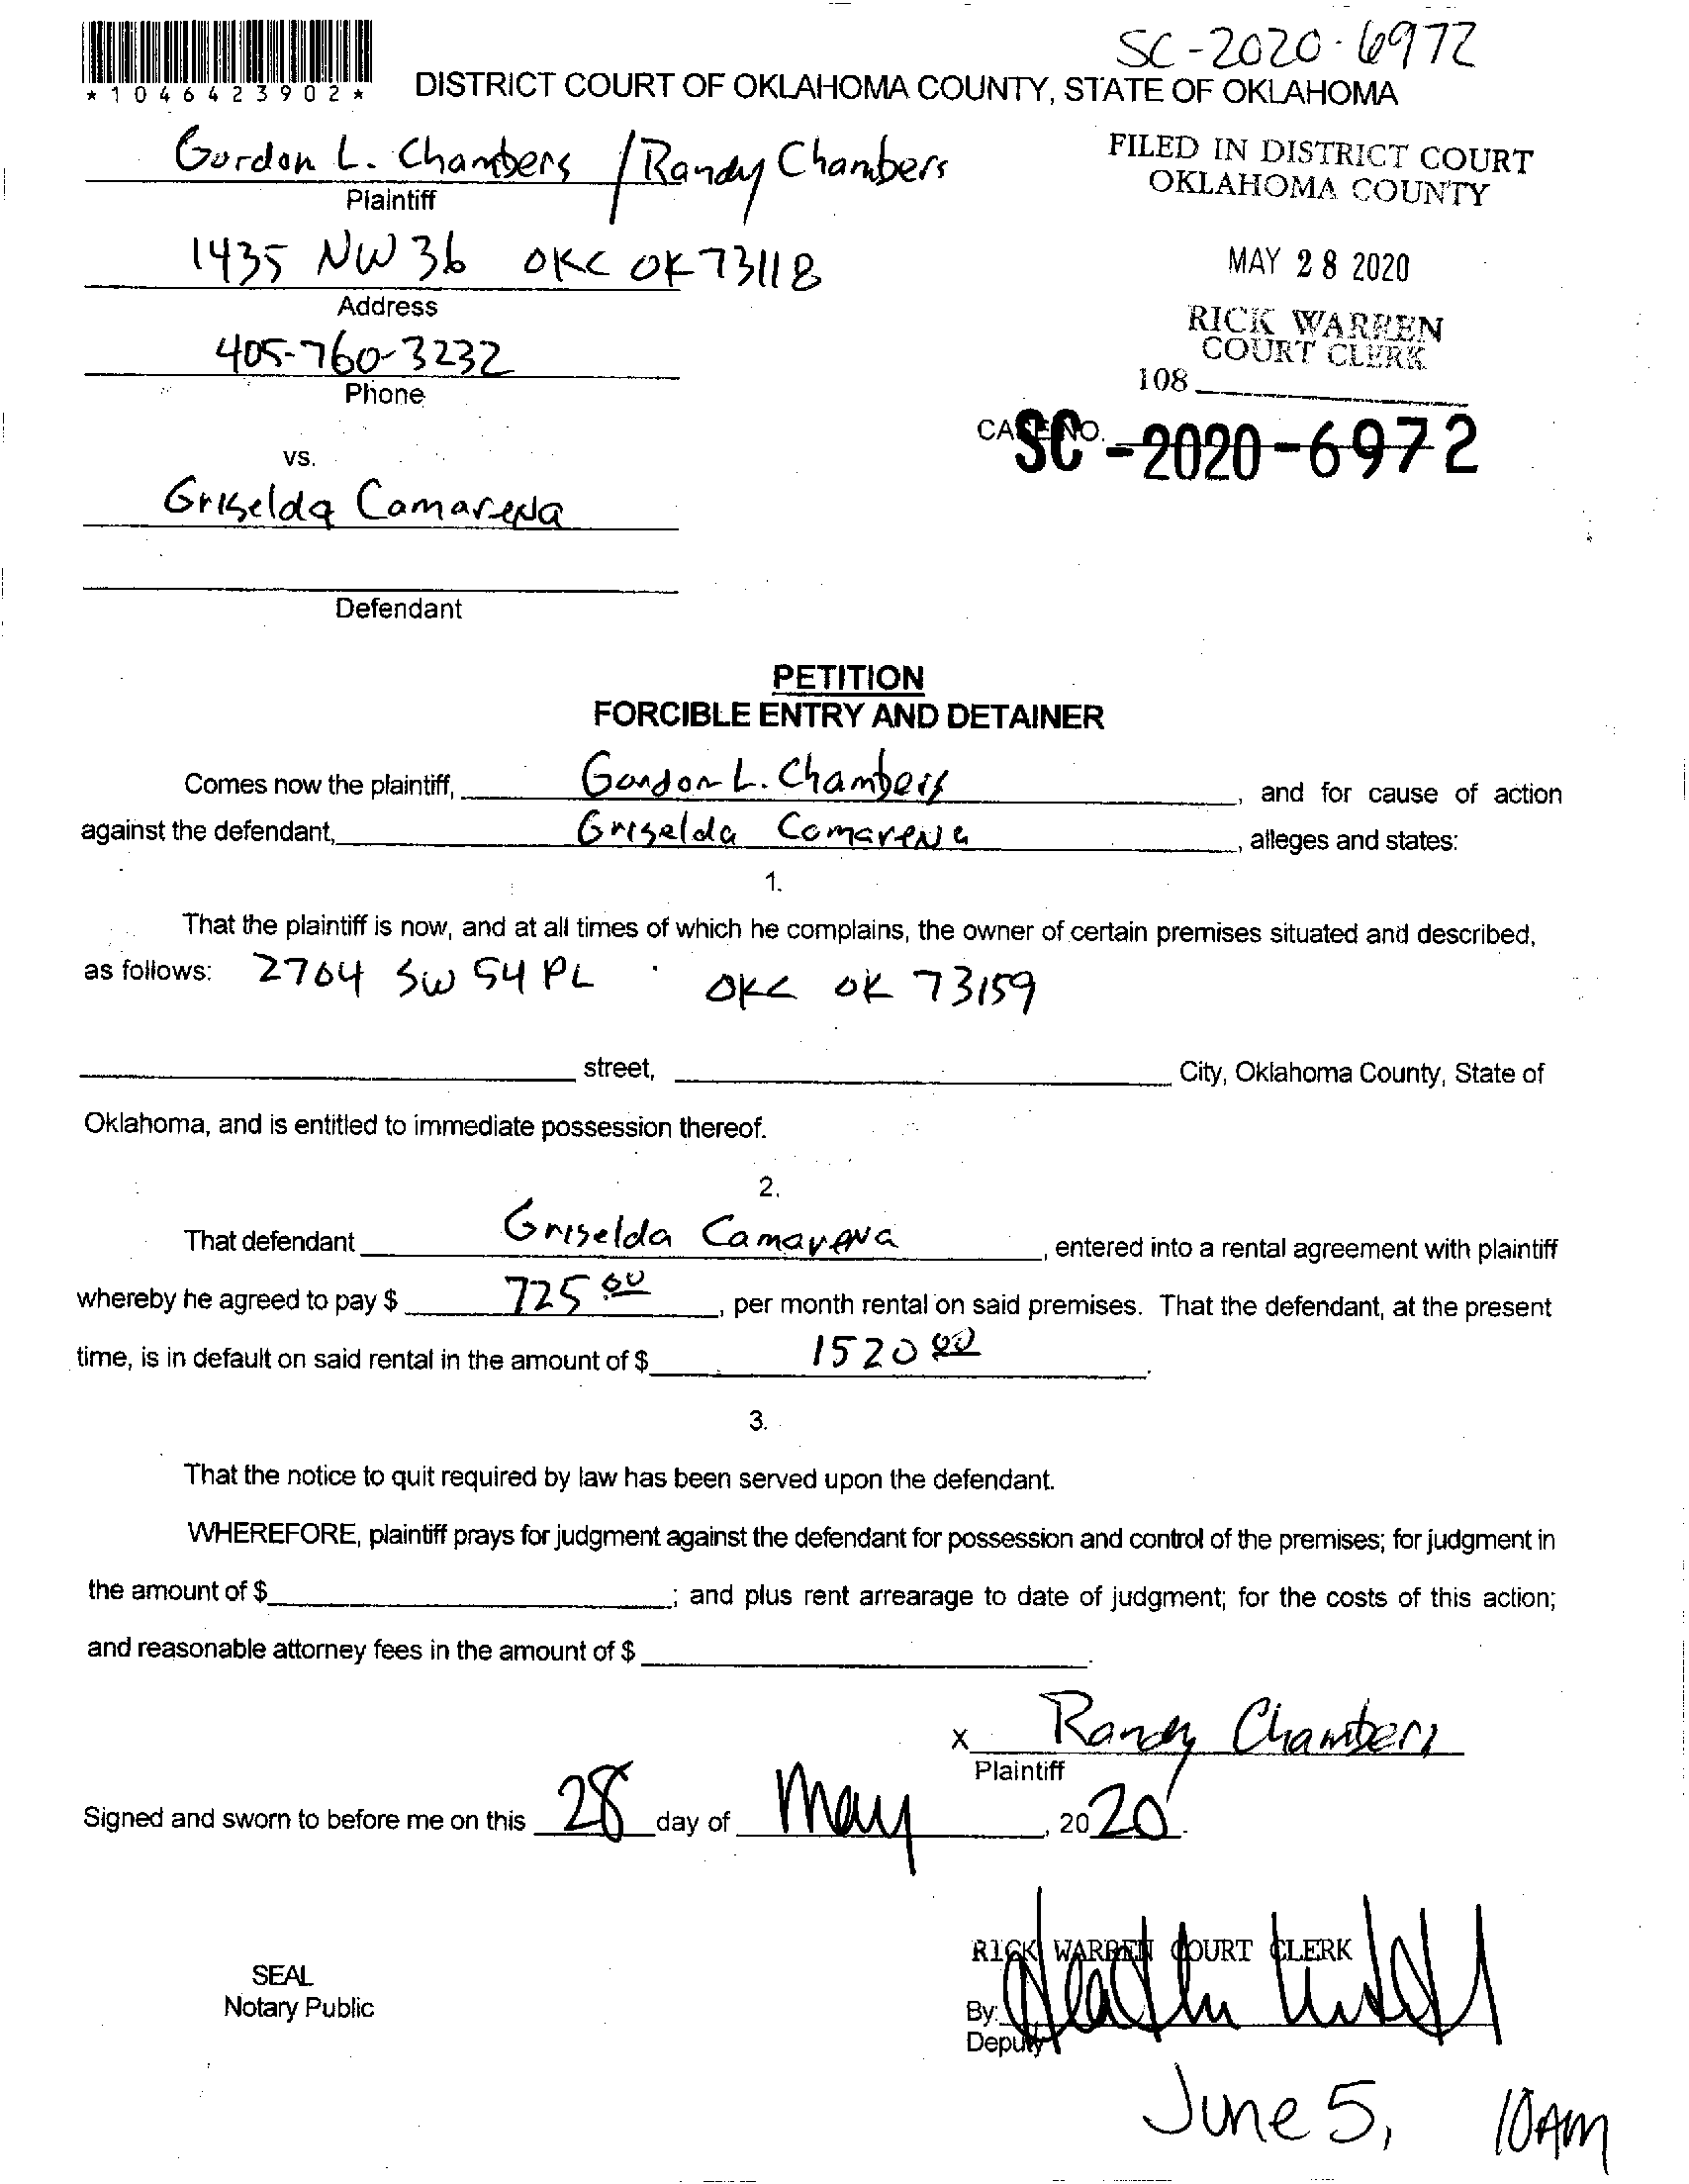 SC-2020-6972
*1046423902*
DISTRICT COURT OF OKLAHOMA COUNTY, STATE OF OKLAHOMA
Gordon L. Chambers / Randy Chambers
Plaintiff
FILED IN DISTRICT COURT
OKLAHOMA COUNTY
1435 NW 36 OKC OK 73118
Address
MAY 28 2020
405-760-3232
Phone
RICK WARREN
COURT CLERK
108
CASE NO. SC-2020-6972
vs.
Griselda Camarena
Defendant
PETITION
FORCIBLE ENTRY AND DETAINER
Comes now the plaintiff, Gordon L. Chambers, and for cause of action
against the defendant, Griselda Camarena, alleges and states:
1.
That the plaintiff is now, and at all times of which he complains, the owner of certain premises situated and described,
as follows: 2704 SW 54 PL OKC OK 73159
street, City, Oklahoma County, State of
Oklahoma, and is entitled to immediate possession thereof.
2.
That defendant Griselda Camarena, entered into a rental agreement with plaintiff
whereby he agreed to pay $ 725 00, per month rental on said premises. That the defendant, at the present
time, is in default on said rental in the amount of $ 1520 00.
3.
That the notice to quit required by law has been served upon the defendant.
WHEREFORE, plaintiff prays for judgment against the defendant for possession and control of the premises; for judgment in
the amount of $ ; and plus rent arrearage to date of judgment; for the costs of this action;
and reasonable attorney fees in the amount of $ .
x Randy Chambers
Plaintiff
Signed and sworn to before me on this 28 day of May, 2020.
RICK WARREN COURT CLERK
SEAL
Notary Public
By:
Deputy
June 5, 10AM